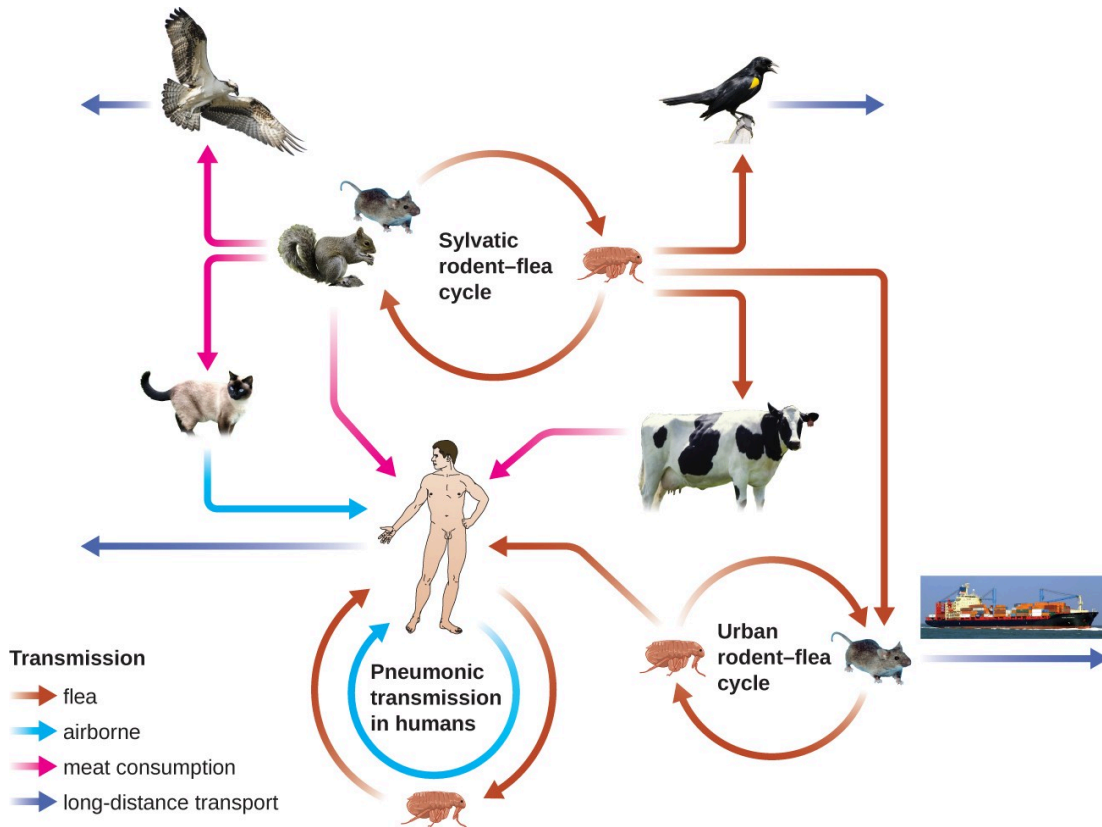 Sylvatic
rodent–flea
cycle
Urban
rodent–flea
cycle
Pneumonic
transmission
in humans
Transmission
flea
airborne
meat consumption
long-distance transport